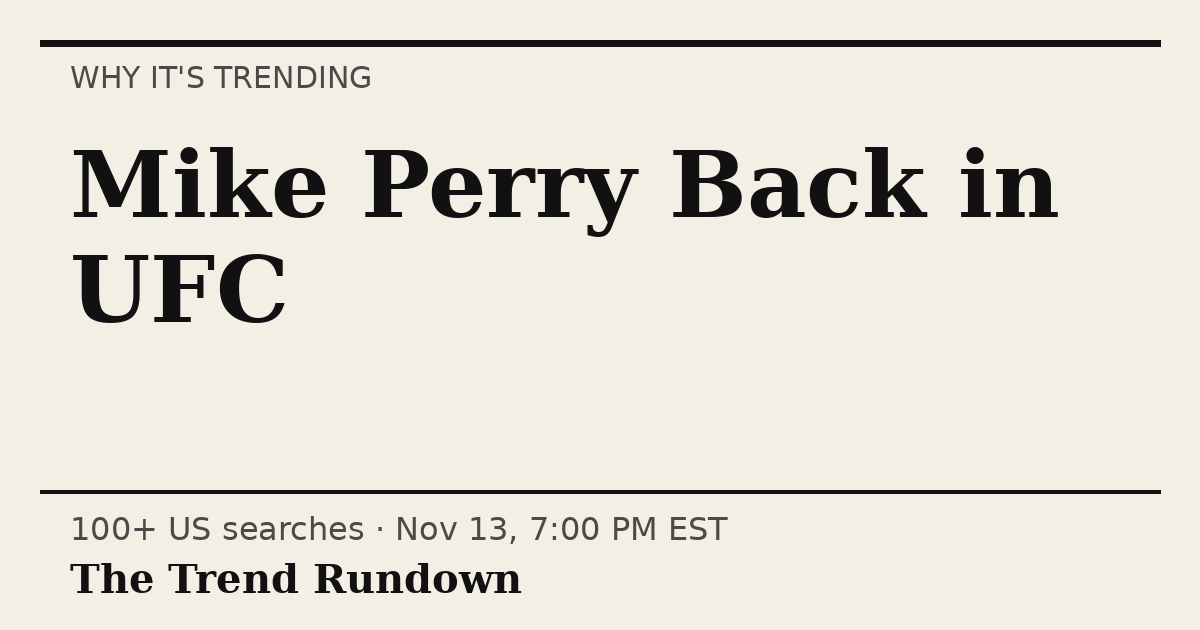 WHY IT'S TRENDING
Mike Perry Back in
UFC
100+ US searches · Nov 13, 7:00 PM EST
The Trend Rundown